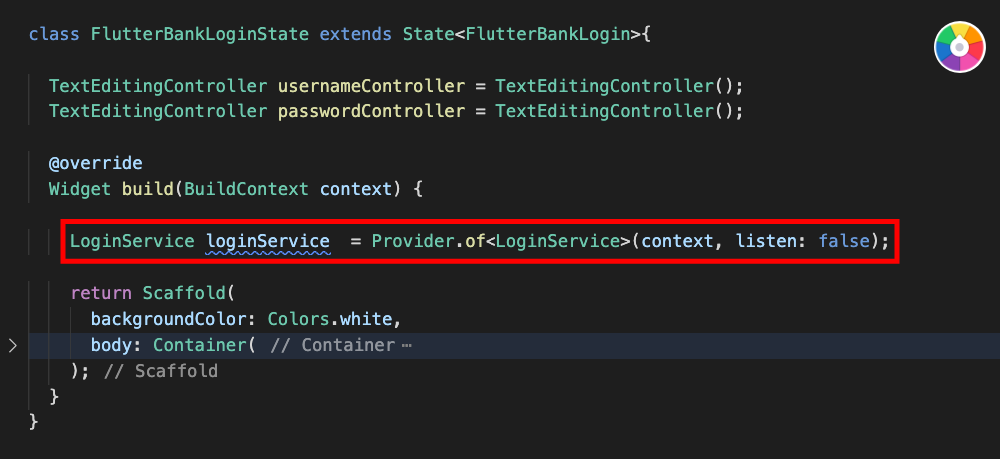 class FlutterBankLoginState extends State<FlutterBankLogin>{
TextEditingController usernameController = TextEditingController();
TextEditingController passwordController = TextEditingController();
@override
Widget build(BuildContext context) {
LoginService loginService  = Provider.of<LoginService>(context, listen: false);
return Scaffold(
backgroundColor: Colors.white,
body: Container( // Container ⋯
); // Scaffold
}
}